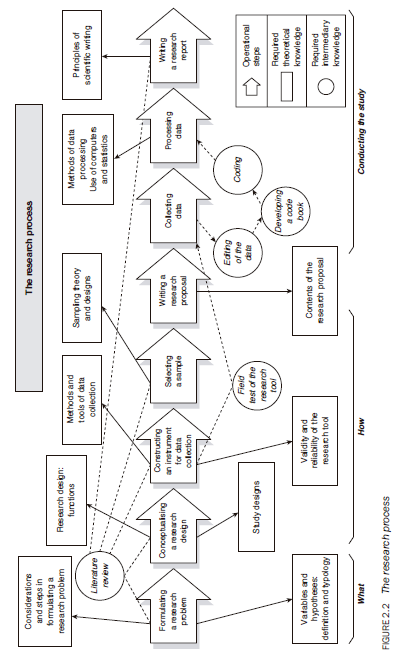 The research process
Considerations
and steps in
formulating a
research problem
Research design:
functions
Methods and
tools of data
collection
Sampling theory
and designs
Methods of data
processing
Use of computers
and statistics
Principles of
scientific writing
Literature
review
Formulating
a research
problem
Conceptualising
a research
design
Constructing
an instrument
for data
collection
Selecting
a sample
Writing a
research
proposal
Collecting
data
Processing
data
Writing
a research
report
Field
test of the
research
tool
Editing
of the
data
Developing
a code
book
Coding
Variables and
hypotheses:
definition and typology
Study designs
Validity and
reliability of the
research tool
Contents of the
research proposal
Operational
steps
Required
theoretical
knowledge
Required
intermediary
knowledge
What
How
Conducting the study
FIGURE 2.2 The research process